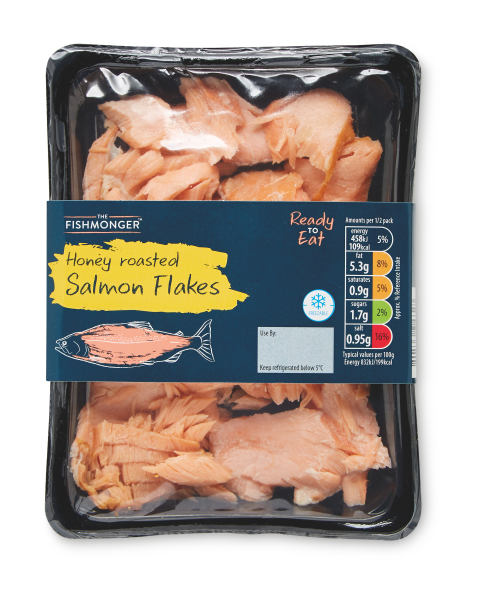 THE
FISHMONGER™
Honey roasted
Salmon Flakes
Ready
TO
Eat
FREEZABLE
Use By:
Keep refrigerated below 5°C
Amounts per 1/2 pack
energy
458kJ
109kcal
5%
fat
5.3g
8%
saturates
0.9g
5%
sugars
1.7g
2%
salt
0.95g
16%
Approx. % Reference Intake
Typical values per 100g
Energy 832kJ/199kcal